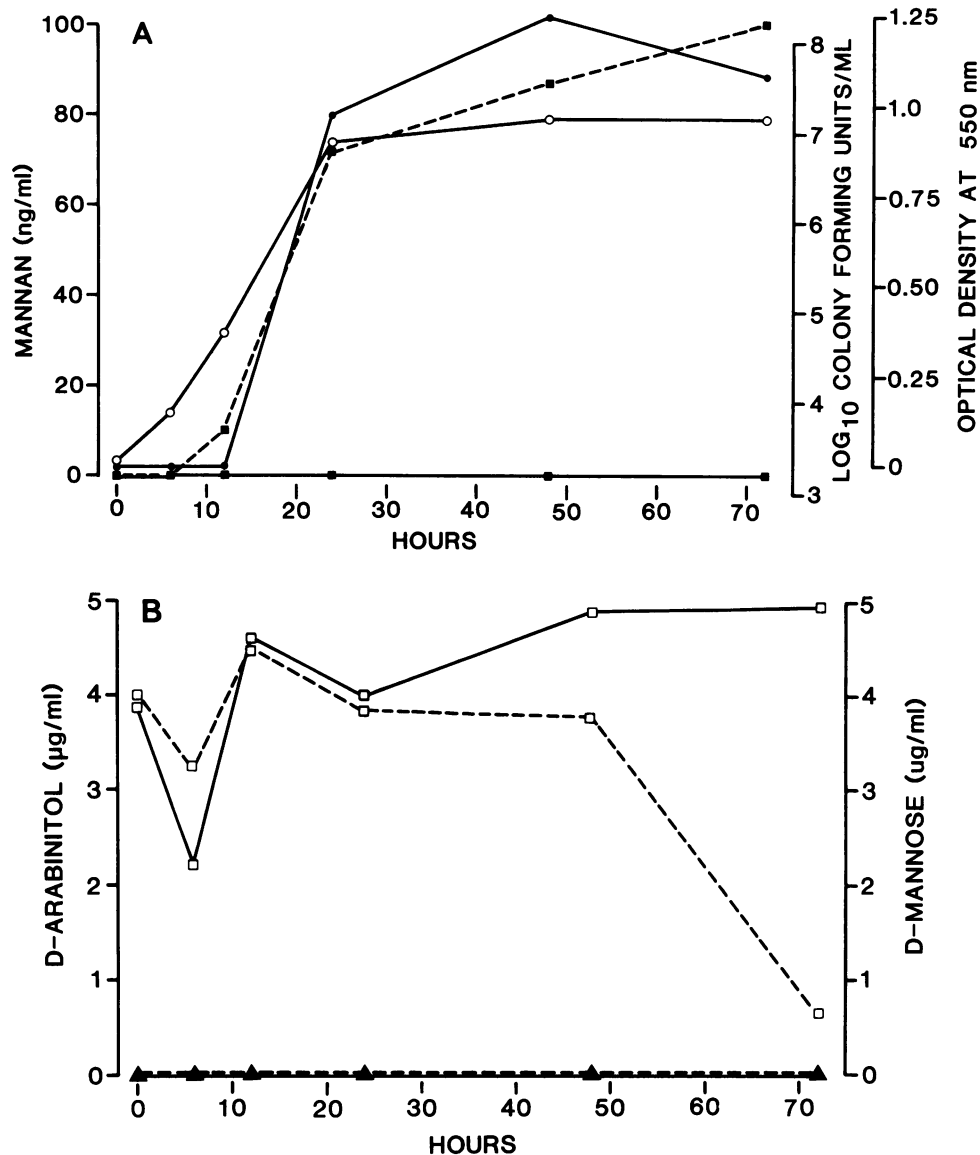 A
MANNAN (ng/ml)
100
80
60
40
20
0
0 10 20 30 40 50 60 70
HOURS
8
7
6
5
4
3
LOG10 COLONY FORMING UNITS/ML
1.25
1.0
0.75
0.50
0.25
0
OPTICAL DENSITY AT 550 nm
B
D-ARABINITOL (µg/ml)
5
4
3
2
1
0
0 10 20 30 40 50 60 70
HOURS
5
4
3
2
1
0
D-MANNOSE (ug/ml)